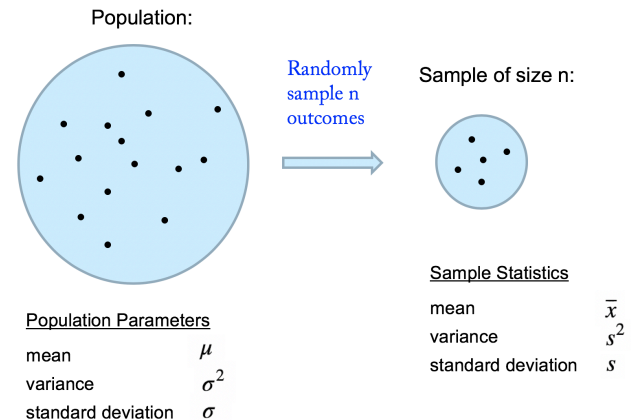 Population:
Randomly
sample n
outcomes
Sample of size n:
Population Parameters
mean μ
variance σ²
standard deviation σ
Sample Statistics
mean x̅
variance s²
standard deviation s